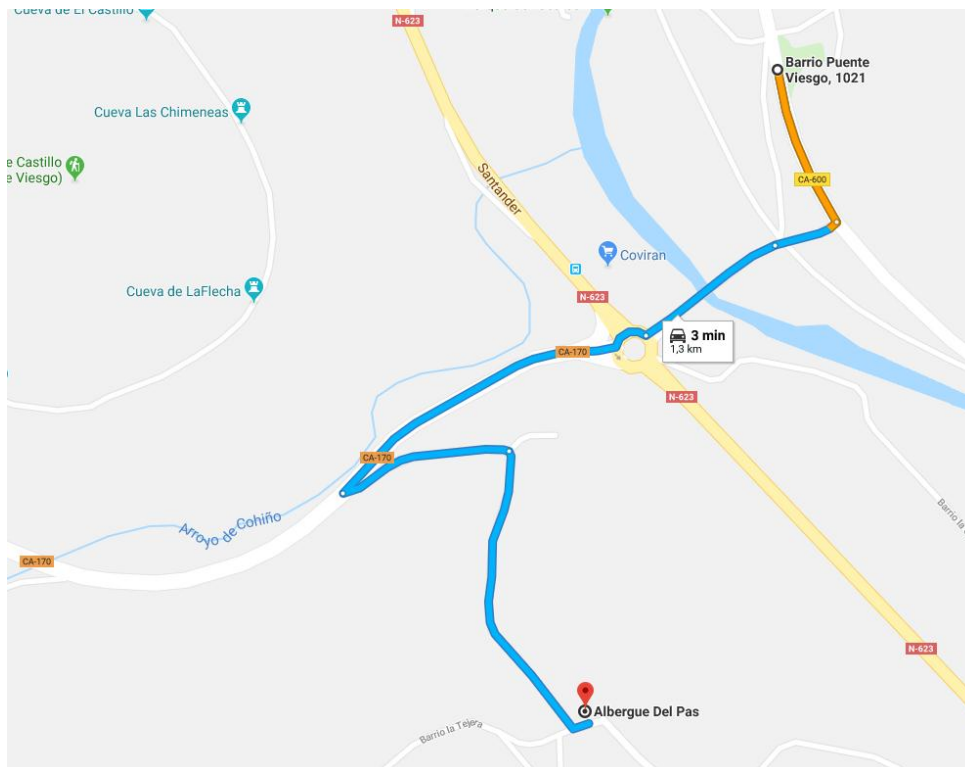 Cueva de El Castillo
N-623
Barrio Puente
Viesgo, 1021
Cueva Las Chimeneas
e Castillo
e Viesgo)
CA-600
Santander
Coviran
Cueva de LaFlecha
N-623
3 min
1,3 km
CA-170
N-623
CA-170
Arroyo de Cohiño
Barrio la
CA-170
N-623
Albergue Del Pas
Barrio la Tejera